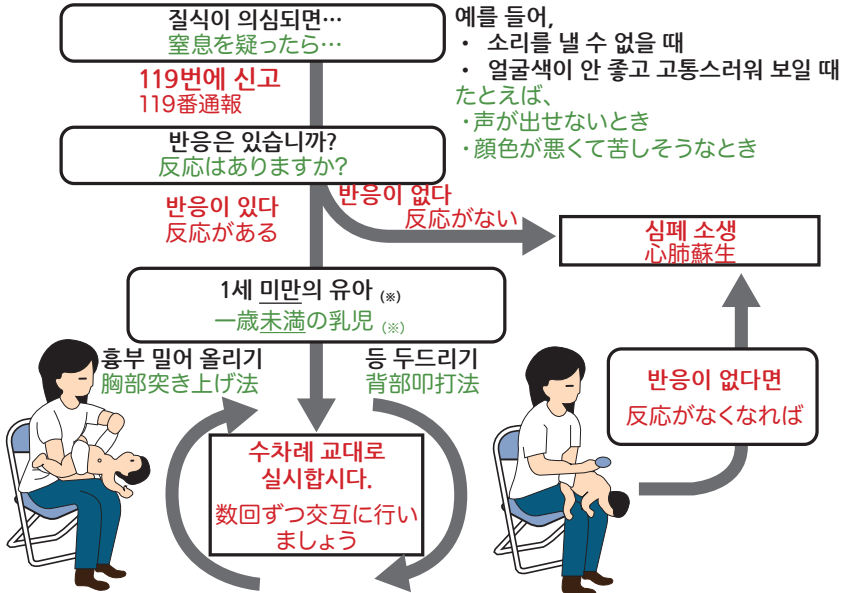 질식이 의심되면…
窒息を疑ったら…
예를 들어,
・ 소리를 낼 수 없을 때
・ 얼굴색이 안 좋고 고통스러워 보일 때
たとえば、
・声が出せないとき
・顔色が悪くて苦しそうなとき
119번에 신고
119番通報
반응은 있습니까?
反応はありますか?
반응이 있다
反応がある
반응이 없다
反応がない
심폐 소생
心肺蘇生
1세 미만의 유아 (※)
一歳未満の乳児 (※)
흉부 밀어 올리기
胸部突き上げ法
등 두드리기
背部叩打法
수차례 교대로
실시합시다.
数回ずつ交互に行い
ましょう
반응이 없다면
反応がなくなれば